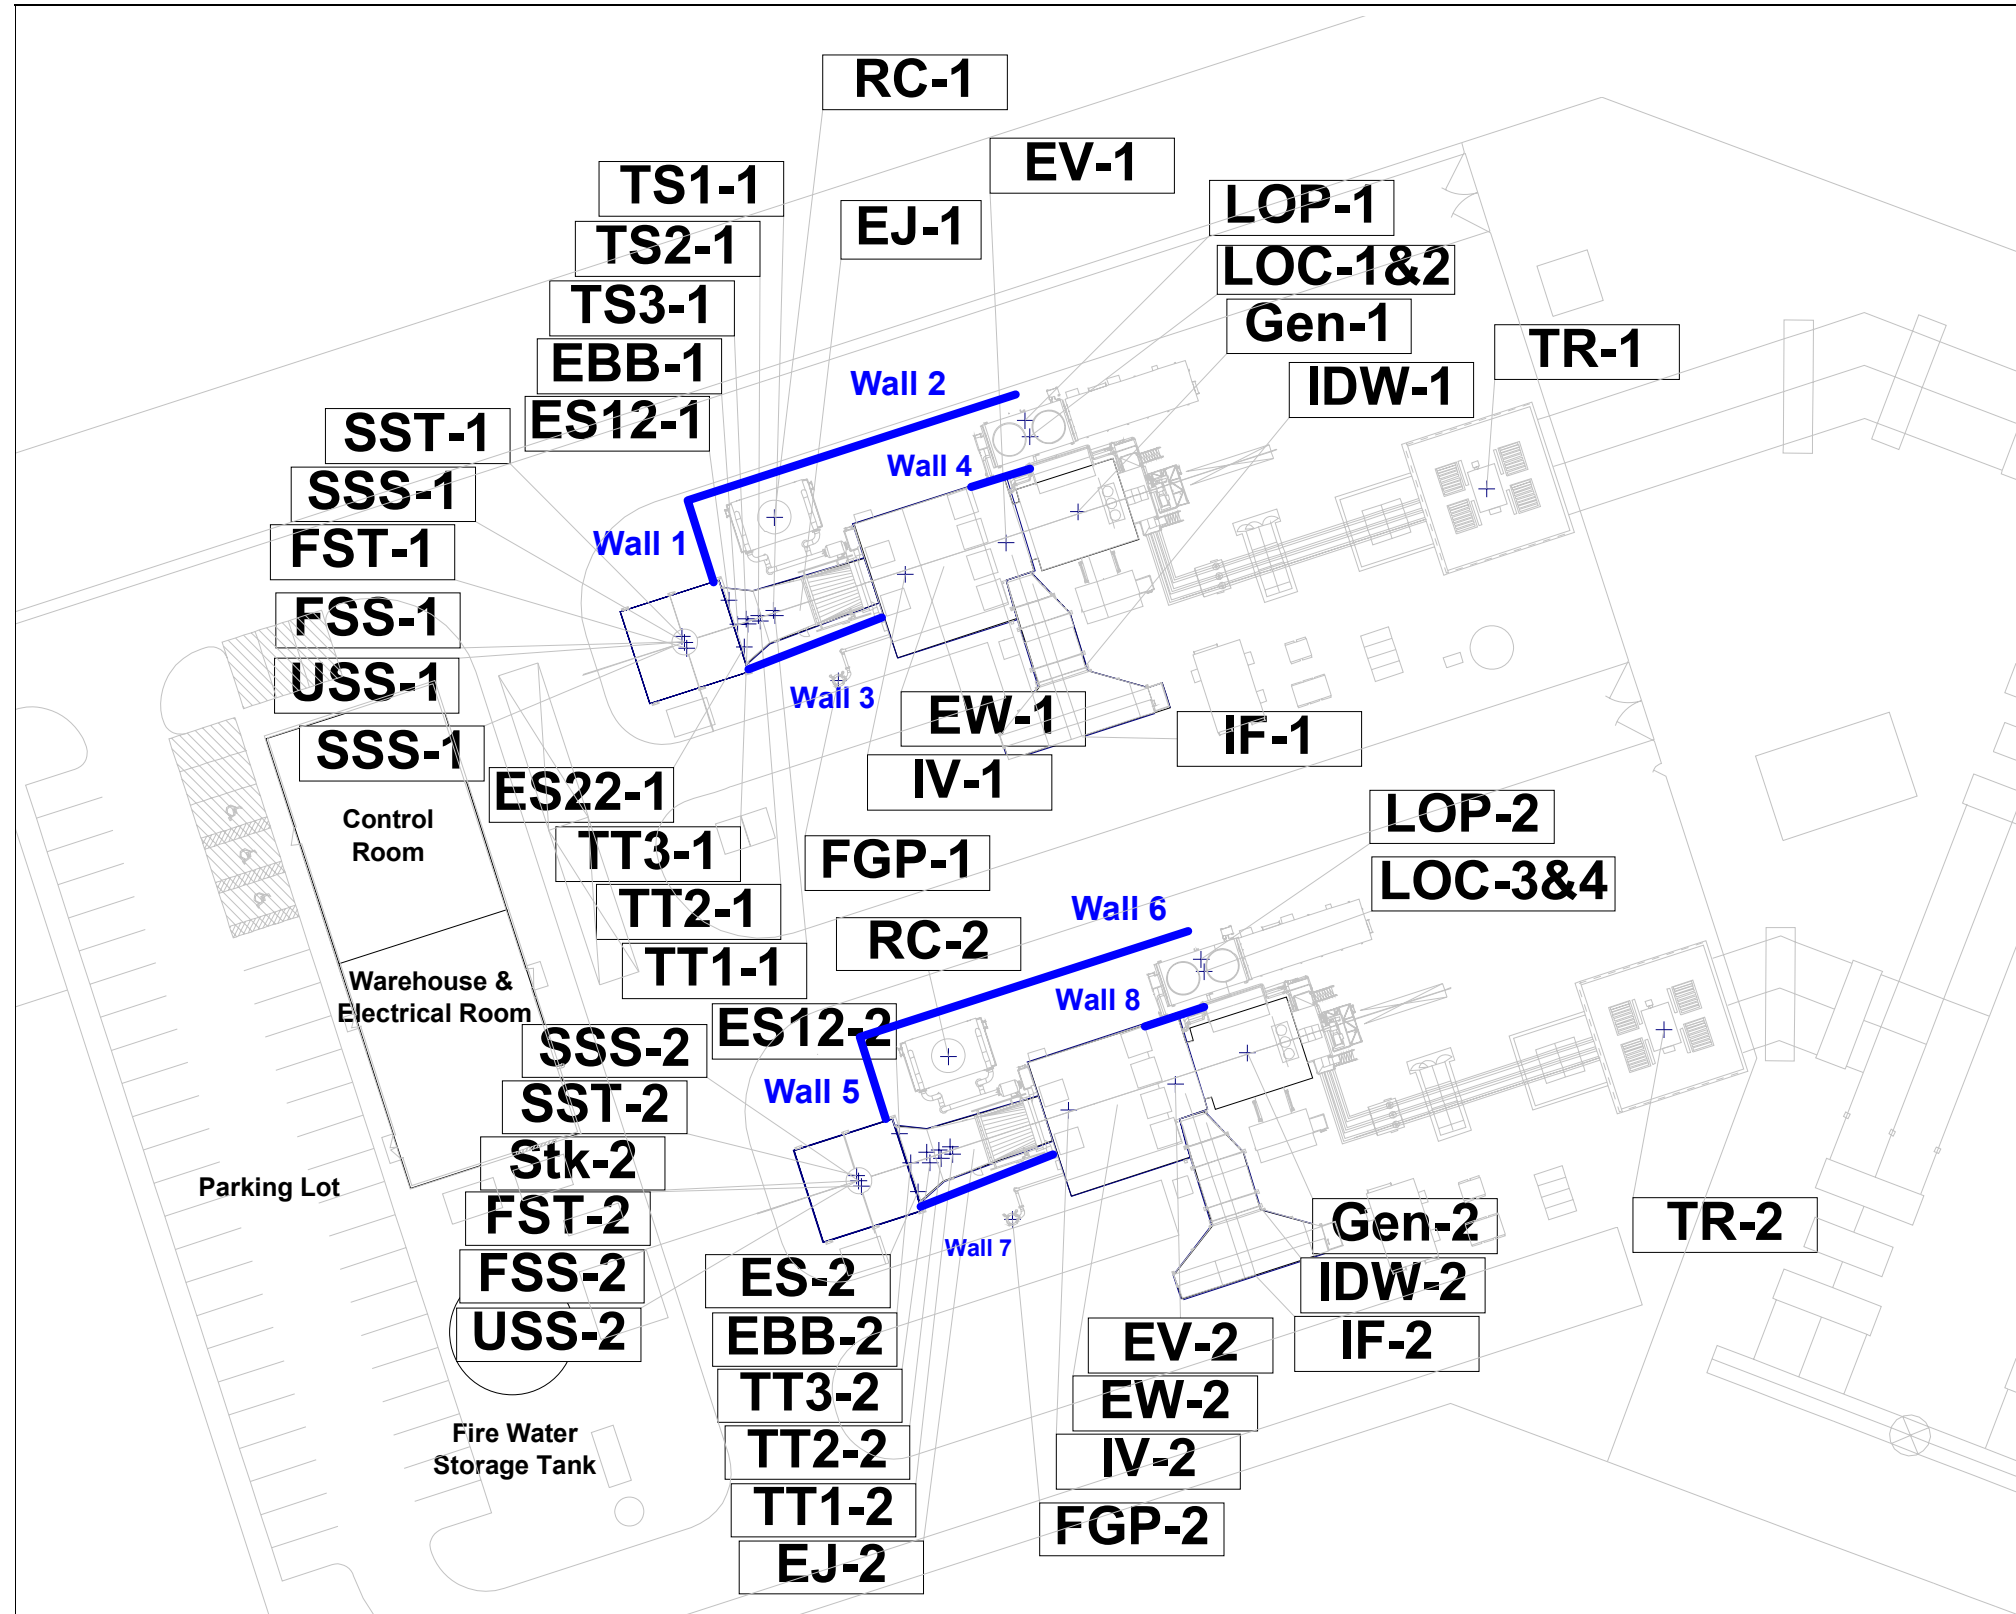 RC-1
EV-1
TS1-1
LOP-1
EJ-1
TS2-1
LOC-1&2
TS3-1
Gen-1
EBB-1
TR-1
IDW-1
Wall 2
ES12-1
SST-1
Wall 4
SSS-1
Wall 1
FST-1
FSS-1
USS-1
Wall 3
EW-1
IF-1
SSS-1
IV-1
ES22-1
LOP-2
Control
Room
TT3-1
FGP-1
LOC-3&4
TT2-1
Wall 6
RC-2
TT1-1
Warehouse &
Electrical Room
Wall 8
ES12-2
SSS-2
Wall 5
SST-2
Stk-2
Parking Lot
FST-2
Gen-2
TR-2
Wall 7
FSS-2
ES-2
IDW-2
USS-2
EBB-2
EV-2
IF-2
TT3-2
EW-2
Fire Water
Storage Tank
TT2-2
IV-2
TT1-2
FGP-2
EJ-2